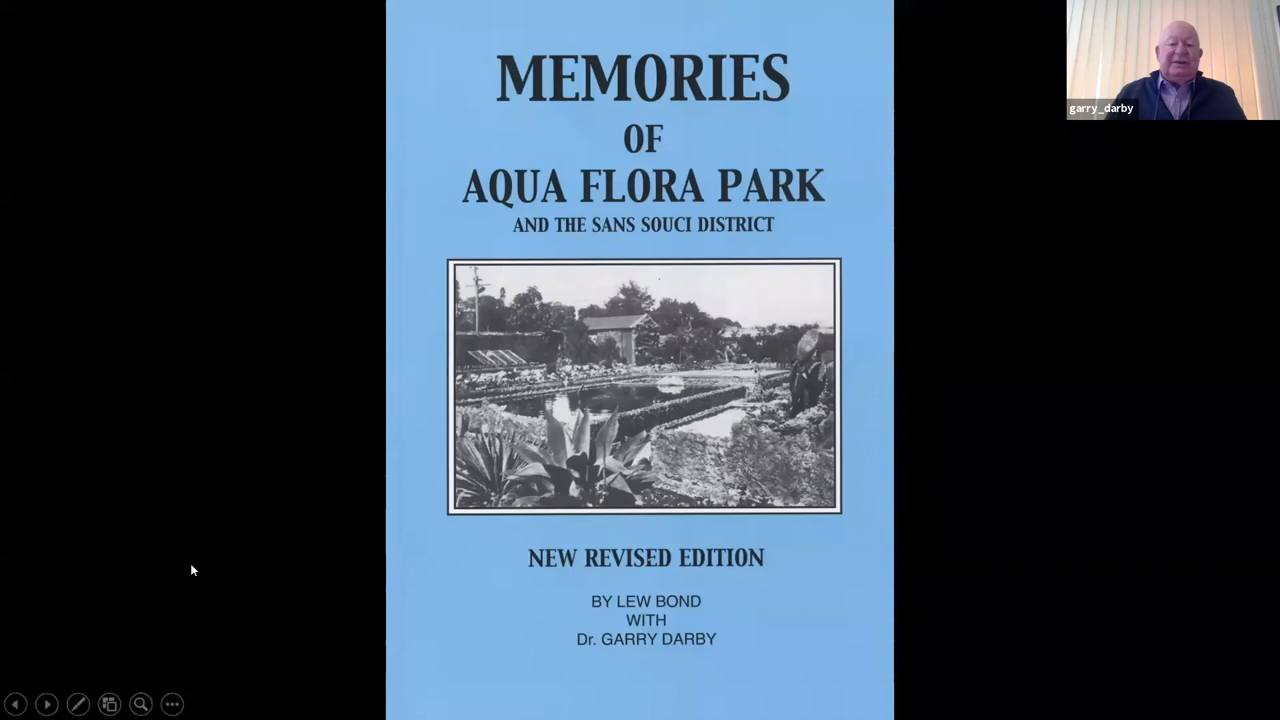 MEMORIES
OF
AQUA FLORA PARK
AND THE SANS SOUCI DISTRICT
NEW REVISED EDITION
BY LEW BOND
WITH
Dr. GARRY DARBY
garry_darby